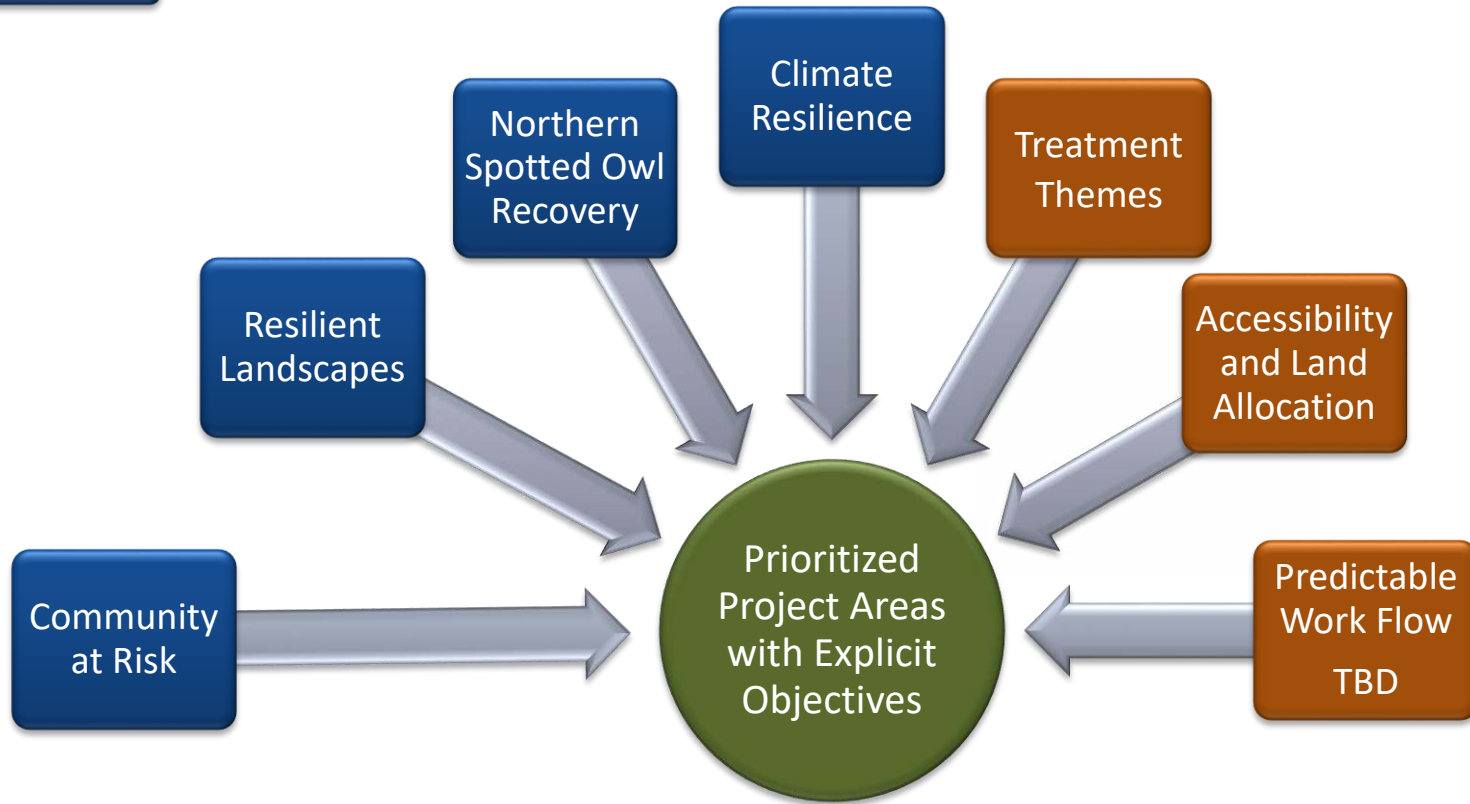 Climate
Resilience
Northern
Spotted Owl
Recovery
Treatment
Themes
Resilient
Landscapes
Accessibility
and Land
Allocation
Community
at Risk
Prioritized
Project Areas
with Explicit
Objectives
Predictable
Work Flow
TBD